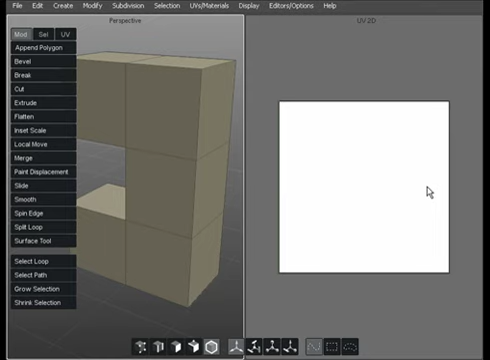 File Edit Create Modify Subdivision Selection UVs/Materials Display Editors/Options Help
Perspective
UV 2D
Mod Sel UV
Append Polygon
Bevel
Break
Cut
Extrude
Flatten
Inset Scale
Local Move
Merge
Paint Displacement
Slide
Smooth
Spin Edge
Split Loop
Surface Tool
Select Loop
Select Path
Grow Selection
Shrink Selection